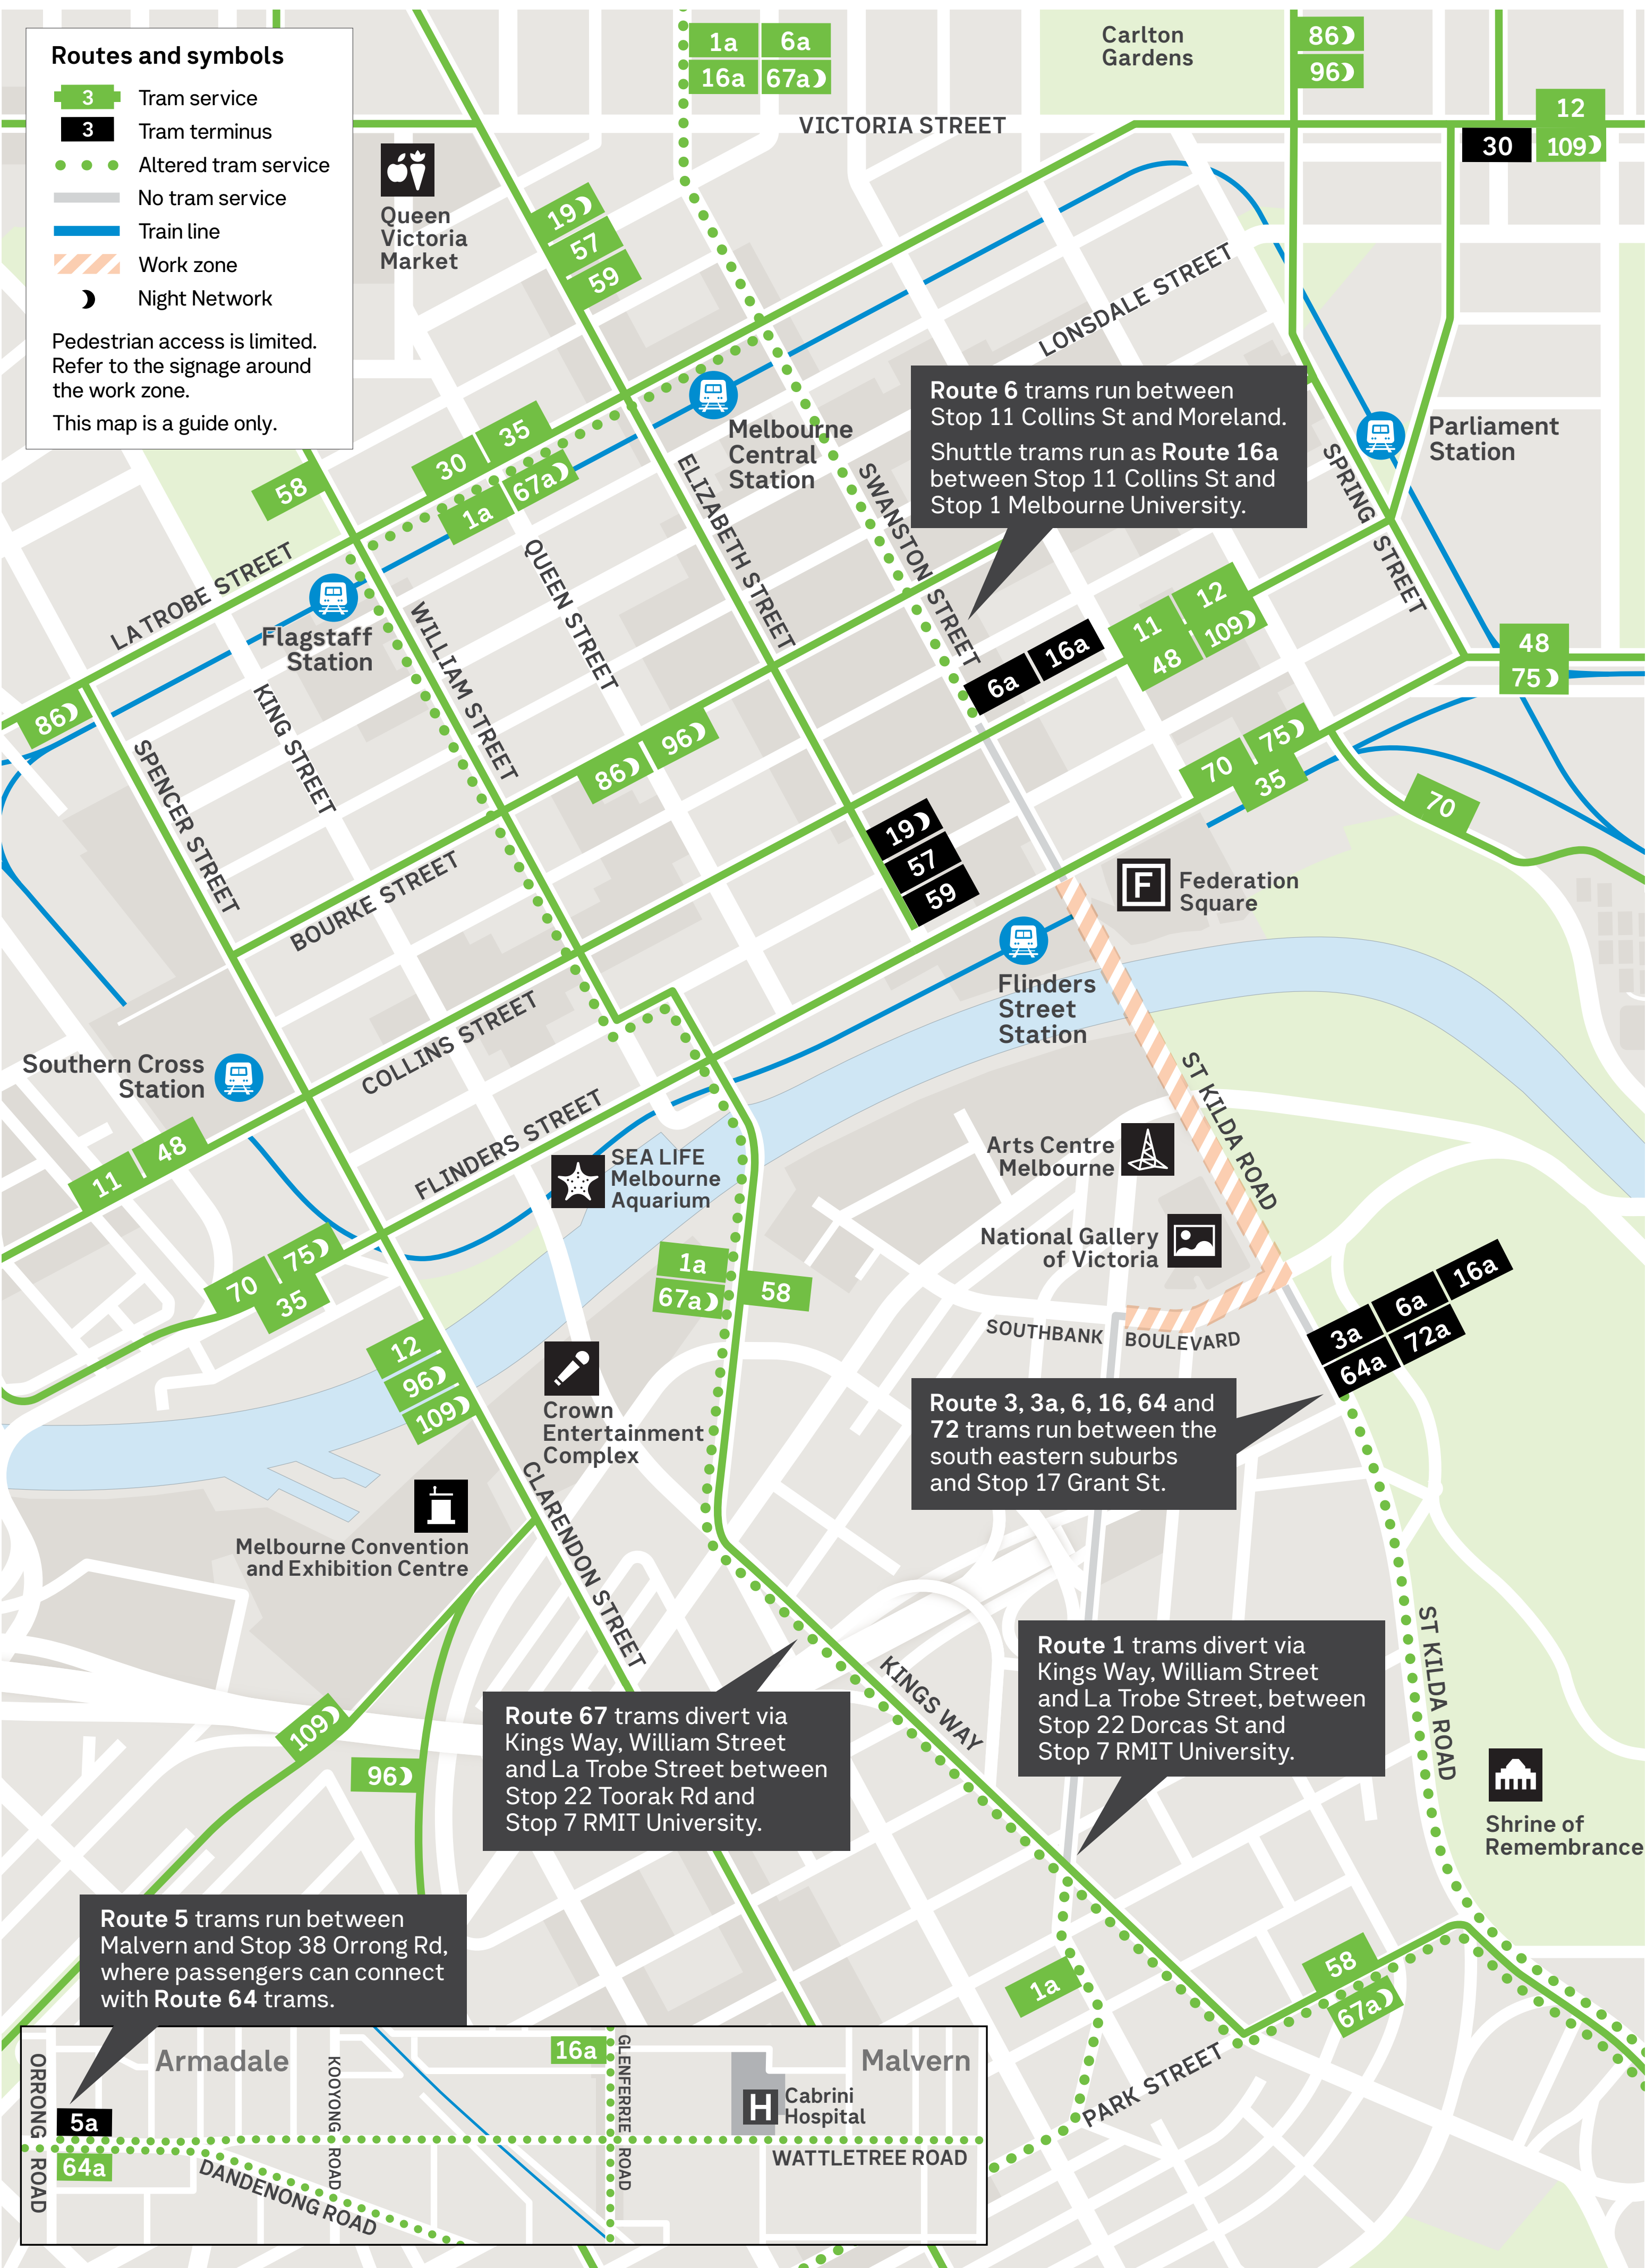 Routes and symbols
3 Tram service
3 Tram terminus
Altered tram service
No tram service
Train line
Work zone
Night Network
Pedestrian access is limited.
Refer to the signage around
the work zone.
This map is a guide only.
1a 6a
16a 67a
Carlton
Gardens
86
96
12
30 109
VICTORIA STREET
Queen
Victoria
Market
19
57
59
LONSDALE STREET
Route 6 trams run between
Stop 11 Collins St and Moreland.
Shuttle trams run as Route 16a
between Stop 11 Collins St and
Stop 1 Melbourne University.
Melbourne
Central
Station
Parliament
Station
30 35
58
1a 67a
ELIZABETH STREET
SWANSTON STREET
SPRING STREET
QUEEN STREET
LATROBE STREET
Flagstaff
Station
WILLIAM STREET
KING STREET
11 12
48 109
6a 16a
48
75
86
SPENCER STREET
86 96
70 75
35
70
19
57
59
BOURKE STREET
F
Federation
Square
Flinders
Street
Station
COLLINS STREET
Southern Cross
Station
ST KILDA ROAD
FLINDERS STREET
11 48
SEA LIFE
Melbourne
Aquarium
Arts Centre
Melbourne
National Gallery
of Victoria
70 75
35
1a
67a
58
3a 6a 16a
64a 72a
SOUTHBANK BOULEVARD
12
96
109
Crown
Entertainment
Complex
Route 3, 3a, 6, 16, 64 and
72 trams run between the
south eastern suburbs
and Stop 17 Grant St.
CLARENDON STREET
Melbourne Convention
and Exhibition Centre
ST KILDA ROAD
Route 1 trams divert via
Kings Way, William Street
and La Trobe Street, between
Stop 22 Dorcas St and
Stop 7 RMIT University.
KINGS WAY
109
96
Route 67 trams divert via
Kings Way, William Street
and La Trobe Street between
Stop 22 Toorak Rd and
Stop 7 RMIT University.
Shrine of
Remembrance
Route 5 trams run between
Malvern and Stop 38 Orrong Rd,
where passengers can connect
with Route 64 trams.
58
67a
1a
PARK STREET
Armadale
16a
Malvern
ORRONG ROAD
KOOYONG ROAD
GLENFERRIE ROAD
H
Cabrini
Hospital
5a
64a
WATTLETREE ROAD
DANDENONG ROAD